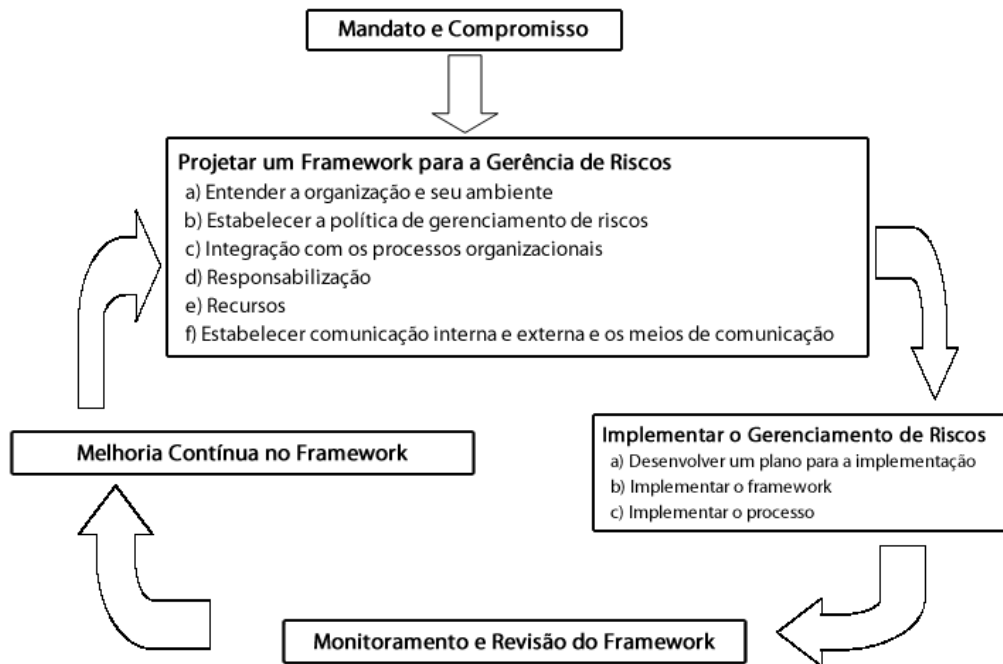 Mandato e Compromisso
Projetar um Framework para a Gerência de Riscos
a) Entender a organização e seu ambiente
b) Estabelecer a política de gerenciamento de riscos
c) Integração com os processos organizacionais
d) Responsabilização
e) Recursos
f) Estabelecer comunicação interna e externa e os meios de comunicação
Implementar o Gerenciamento de Riscos
a) Desenvolver um plano para a implementação
b) Implementar o framework
c) Implementar o processo
Monitoramento e Revisão do Framework
Melhoria Contínua no Framework